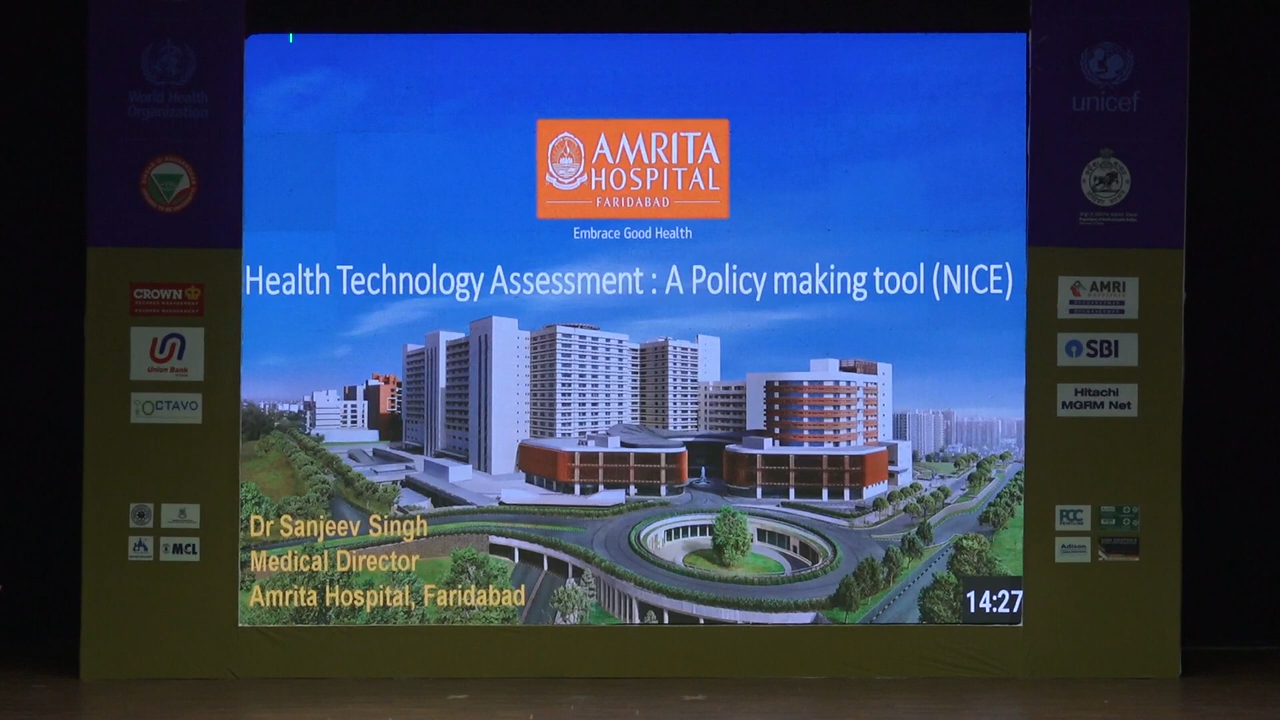 World Health
Organization
unicef
AMRITA
HOSPITAL
FARIDABAD
Embrace Good Health
Health Technology Assessment : A Policy making tool (NICE)
CROWN
Union Bank
OCTAVO
AMRI
SBI
Hitachi
MGRM Net
Dr Sanjeev Singh
Medical Director
Amrita Hospital, Faridabad
14:27
MCL
Adison